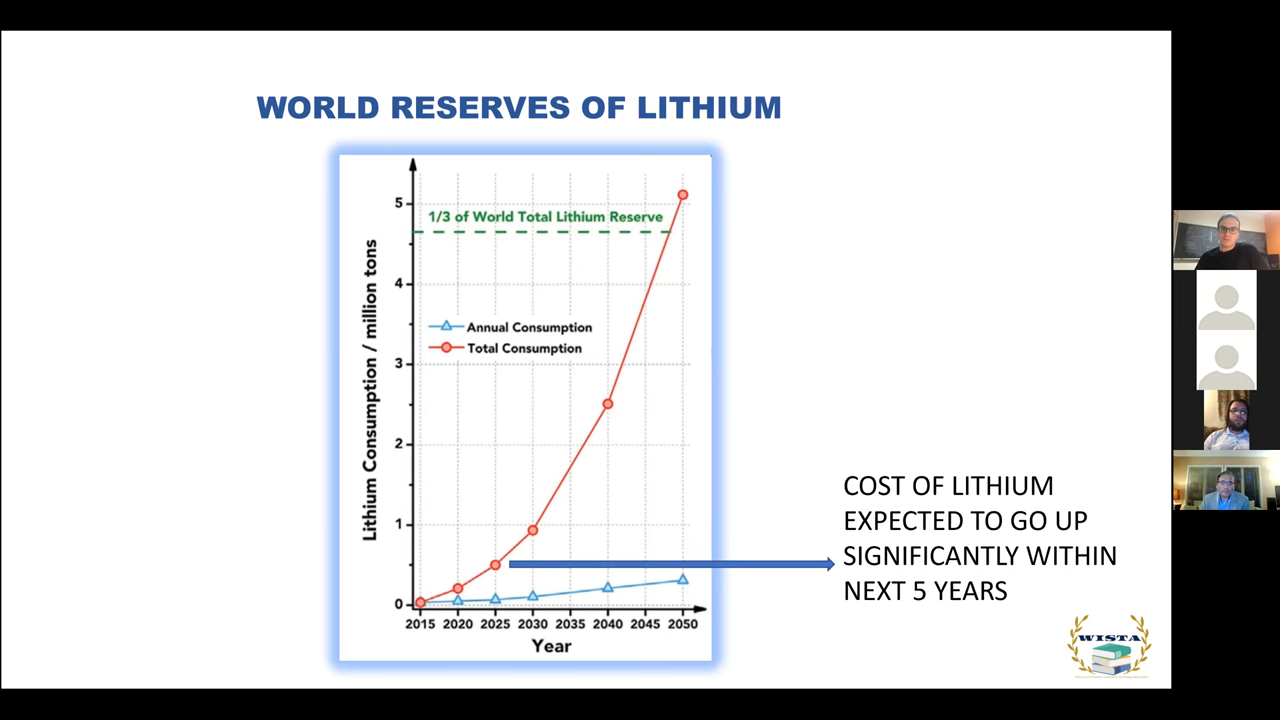 WORLD RESERVES OF LITHIUM
5
1/3 of World Total Lithium Reserve
4
Annual Consumption
Total Consumption
3
2
1
0
Lithium Consumption / million tons
2015 2020 2025 2030 2035 2040 2045 2050
Year
COST OF LITHIUM
EXPECTED TO GO UP
SIGNIFICANTLY WITHIN
NEXT 5 YEARS
WISTA